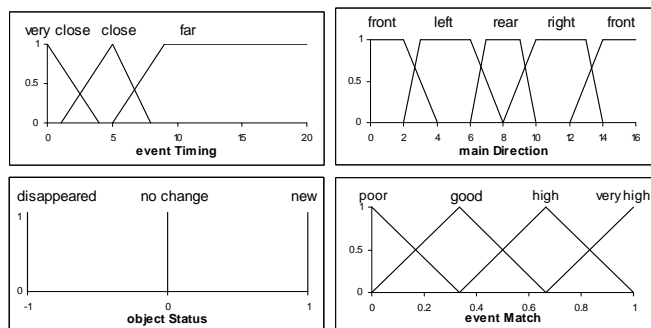 very close close far
1
0.5
0
0 5 10 15 20
event Timing
front left rear right front
1
0.5
0
0 2 4 6 8 10 12 14 16
main Direction
disappeared no change new
1
0
-1 0 1
object Status
poor good high very high
1
0.5
0
0 0.2 0.4 0.6 0.8 1
event Match